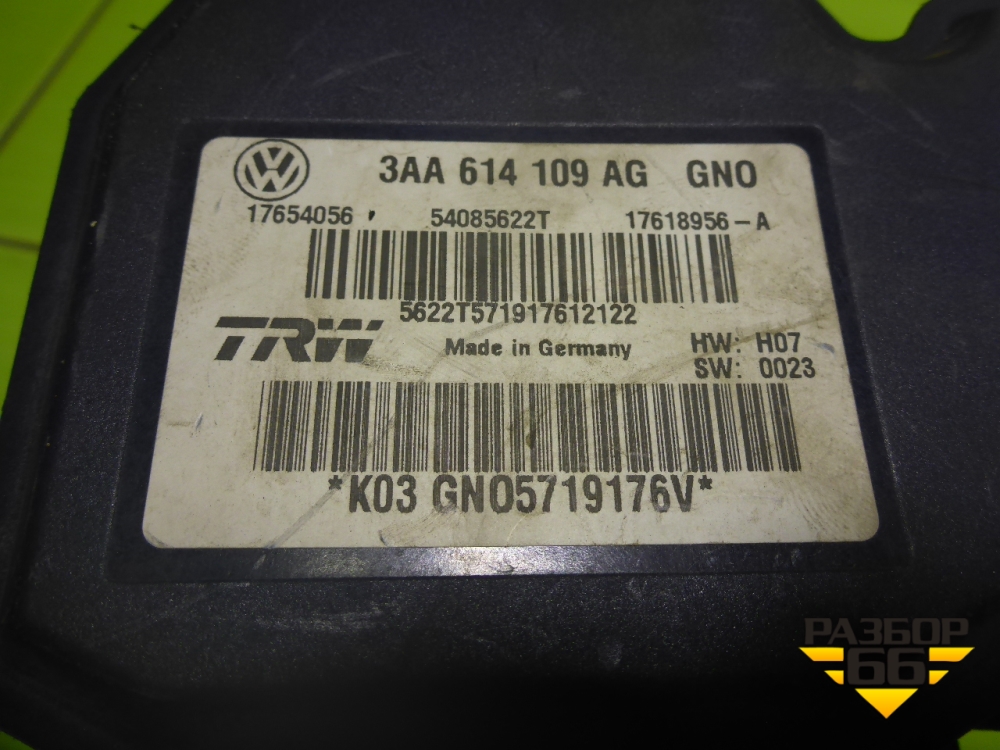 3AA 614 109 AG GNO
17654056 54085622T 17618956-A
5622T571917612122
TRW Made in Germany HW: H07
SW: 0023
*K03 GNO5719176V*
РАЗБОР
66